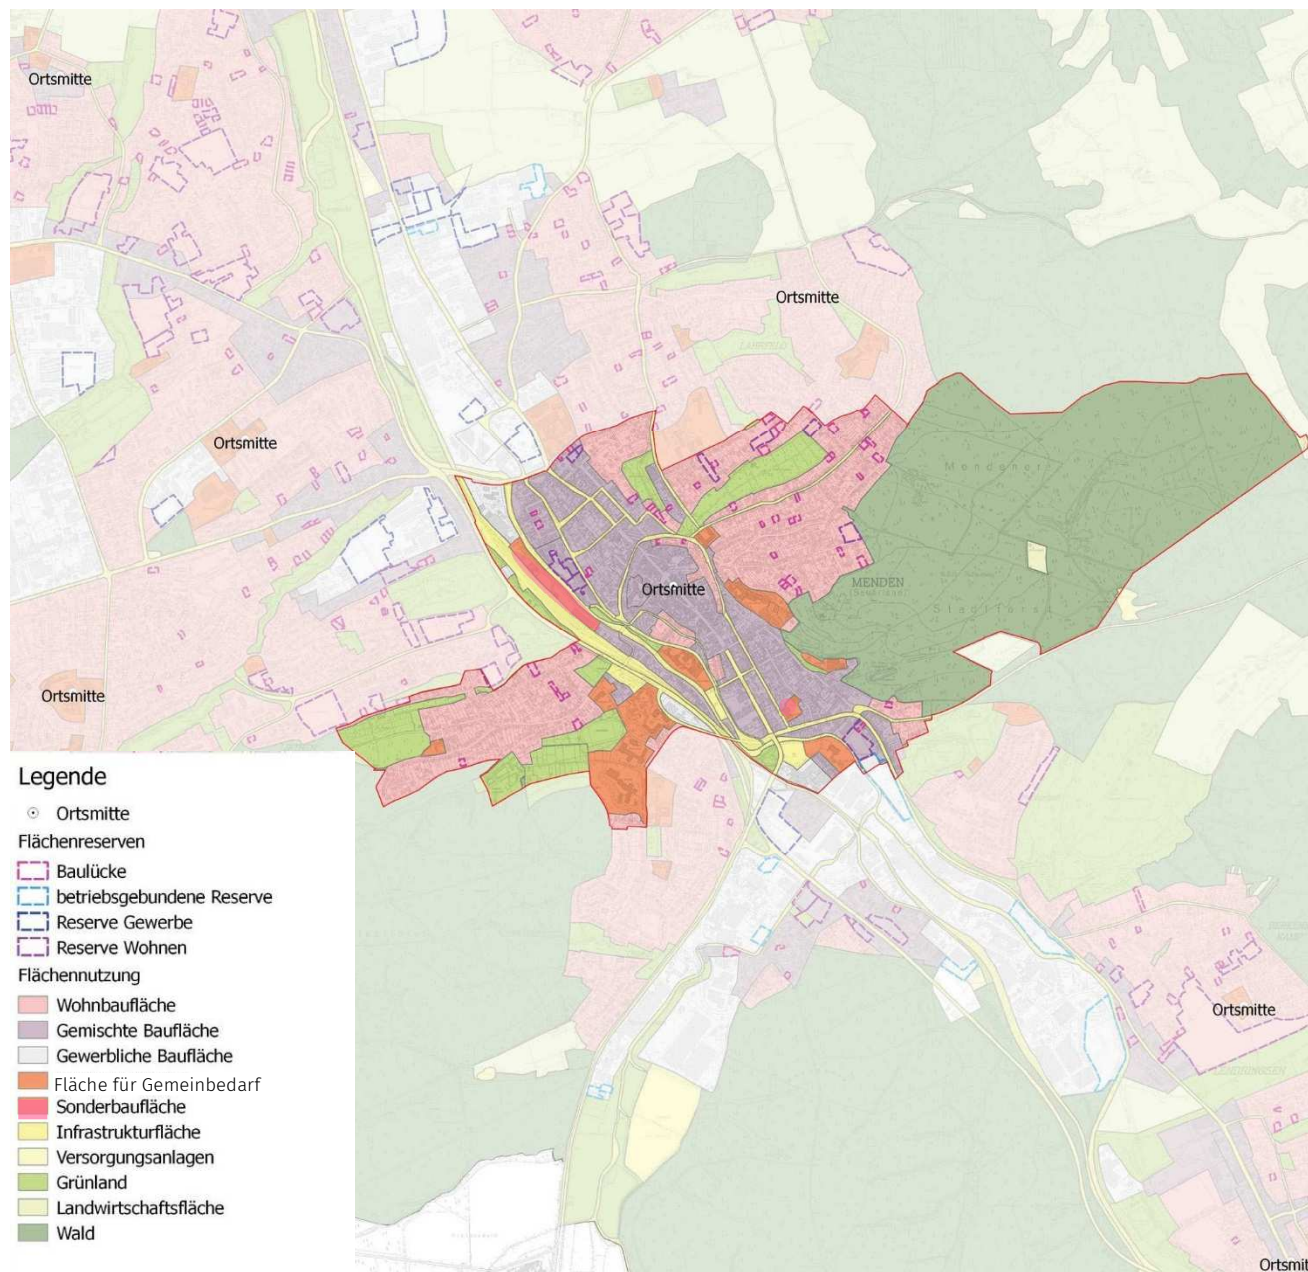 Ortsmitte
Ortsmitte
Ortsmitte
Ortsmitte
MENDEN
Ortsmitte
Ortsmitte
Ortsmit
Legende
Ortsmitte
Flächenreserven
Baulücke
betriebsgebundene Reserve
Reserve Gewerbe
Reserve Wohnen
Flächennutzung
Wohnbaufläche
Gemischte Baufläche
Gewerbliche Baufläche
Fläche für Gemeinbedarf
Sonderbaufläche
Infrastrukturfläche
Versorgungsanlagen
Grünland
Landwirtschaftsfläche
Wald